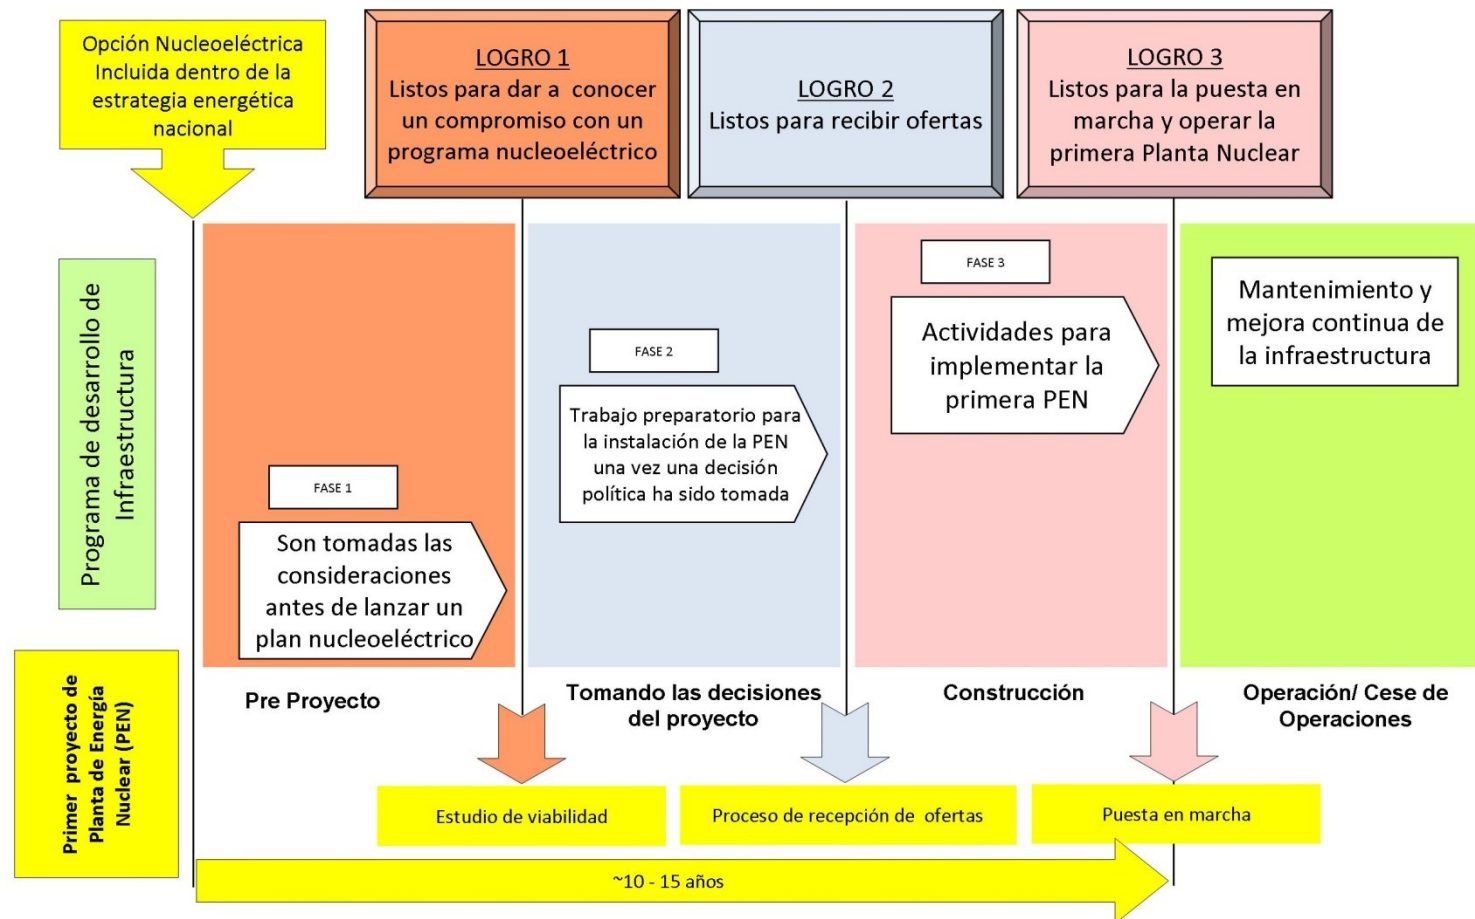 Opción Nucleoeléctrica
Incluida dentro de la
estrategia energética
nacional
LOGRO 1
Listos para dar a conocer
un compromiso con un
programa nucleoeléctrico
LOGRO 2
Listos para recibir ofertas
LOGRO 3
Listos para la puesta en
marcha y operar la
primera Planta Nuclear
Programa de desarrollo de
Infraestructura
FASE 1
Son tomadas las
consideraciones
antes de lanzar un
plan nucleoeléctrico
FASE 2
Trabajo preparatorio para
la instalación de la PEN
una vez una decisión
política ha sido tomada
FASE 3
Actividades para
implementar la
primera PEN
Mantenimiento y
mejora continua de
la infraestructura
Primer proyecto de
Planta de Energía
Nuclear (PEN)
Pre Proyecto
Tomando las decisiones
del proyecto
Construcción
Operación/ Cese de
Operaciones
Estudio de viabilidad
Proceso de recepción de ofertas
Puesta en marcha
~10 - 15 años